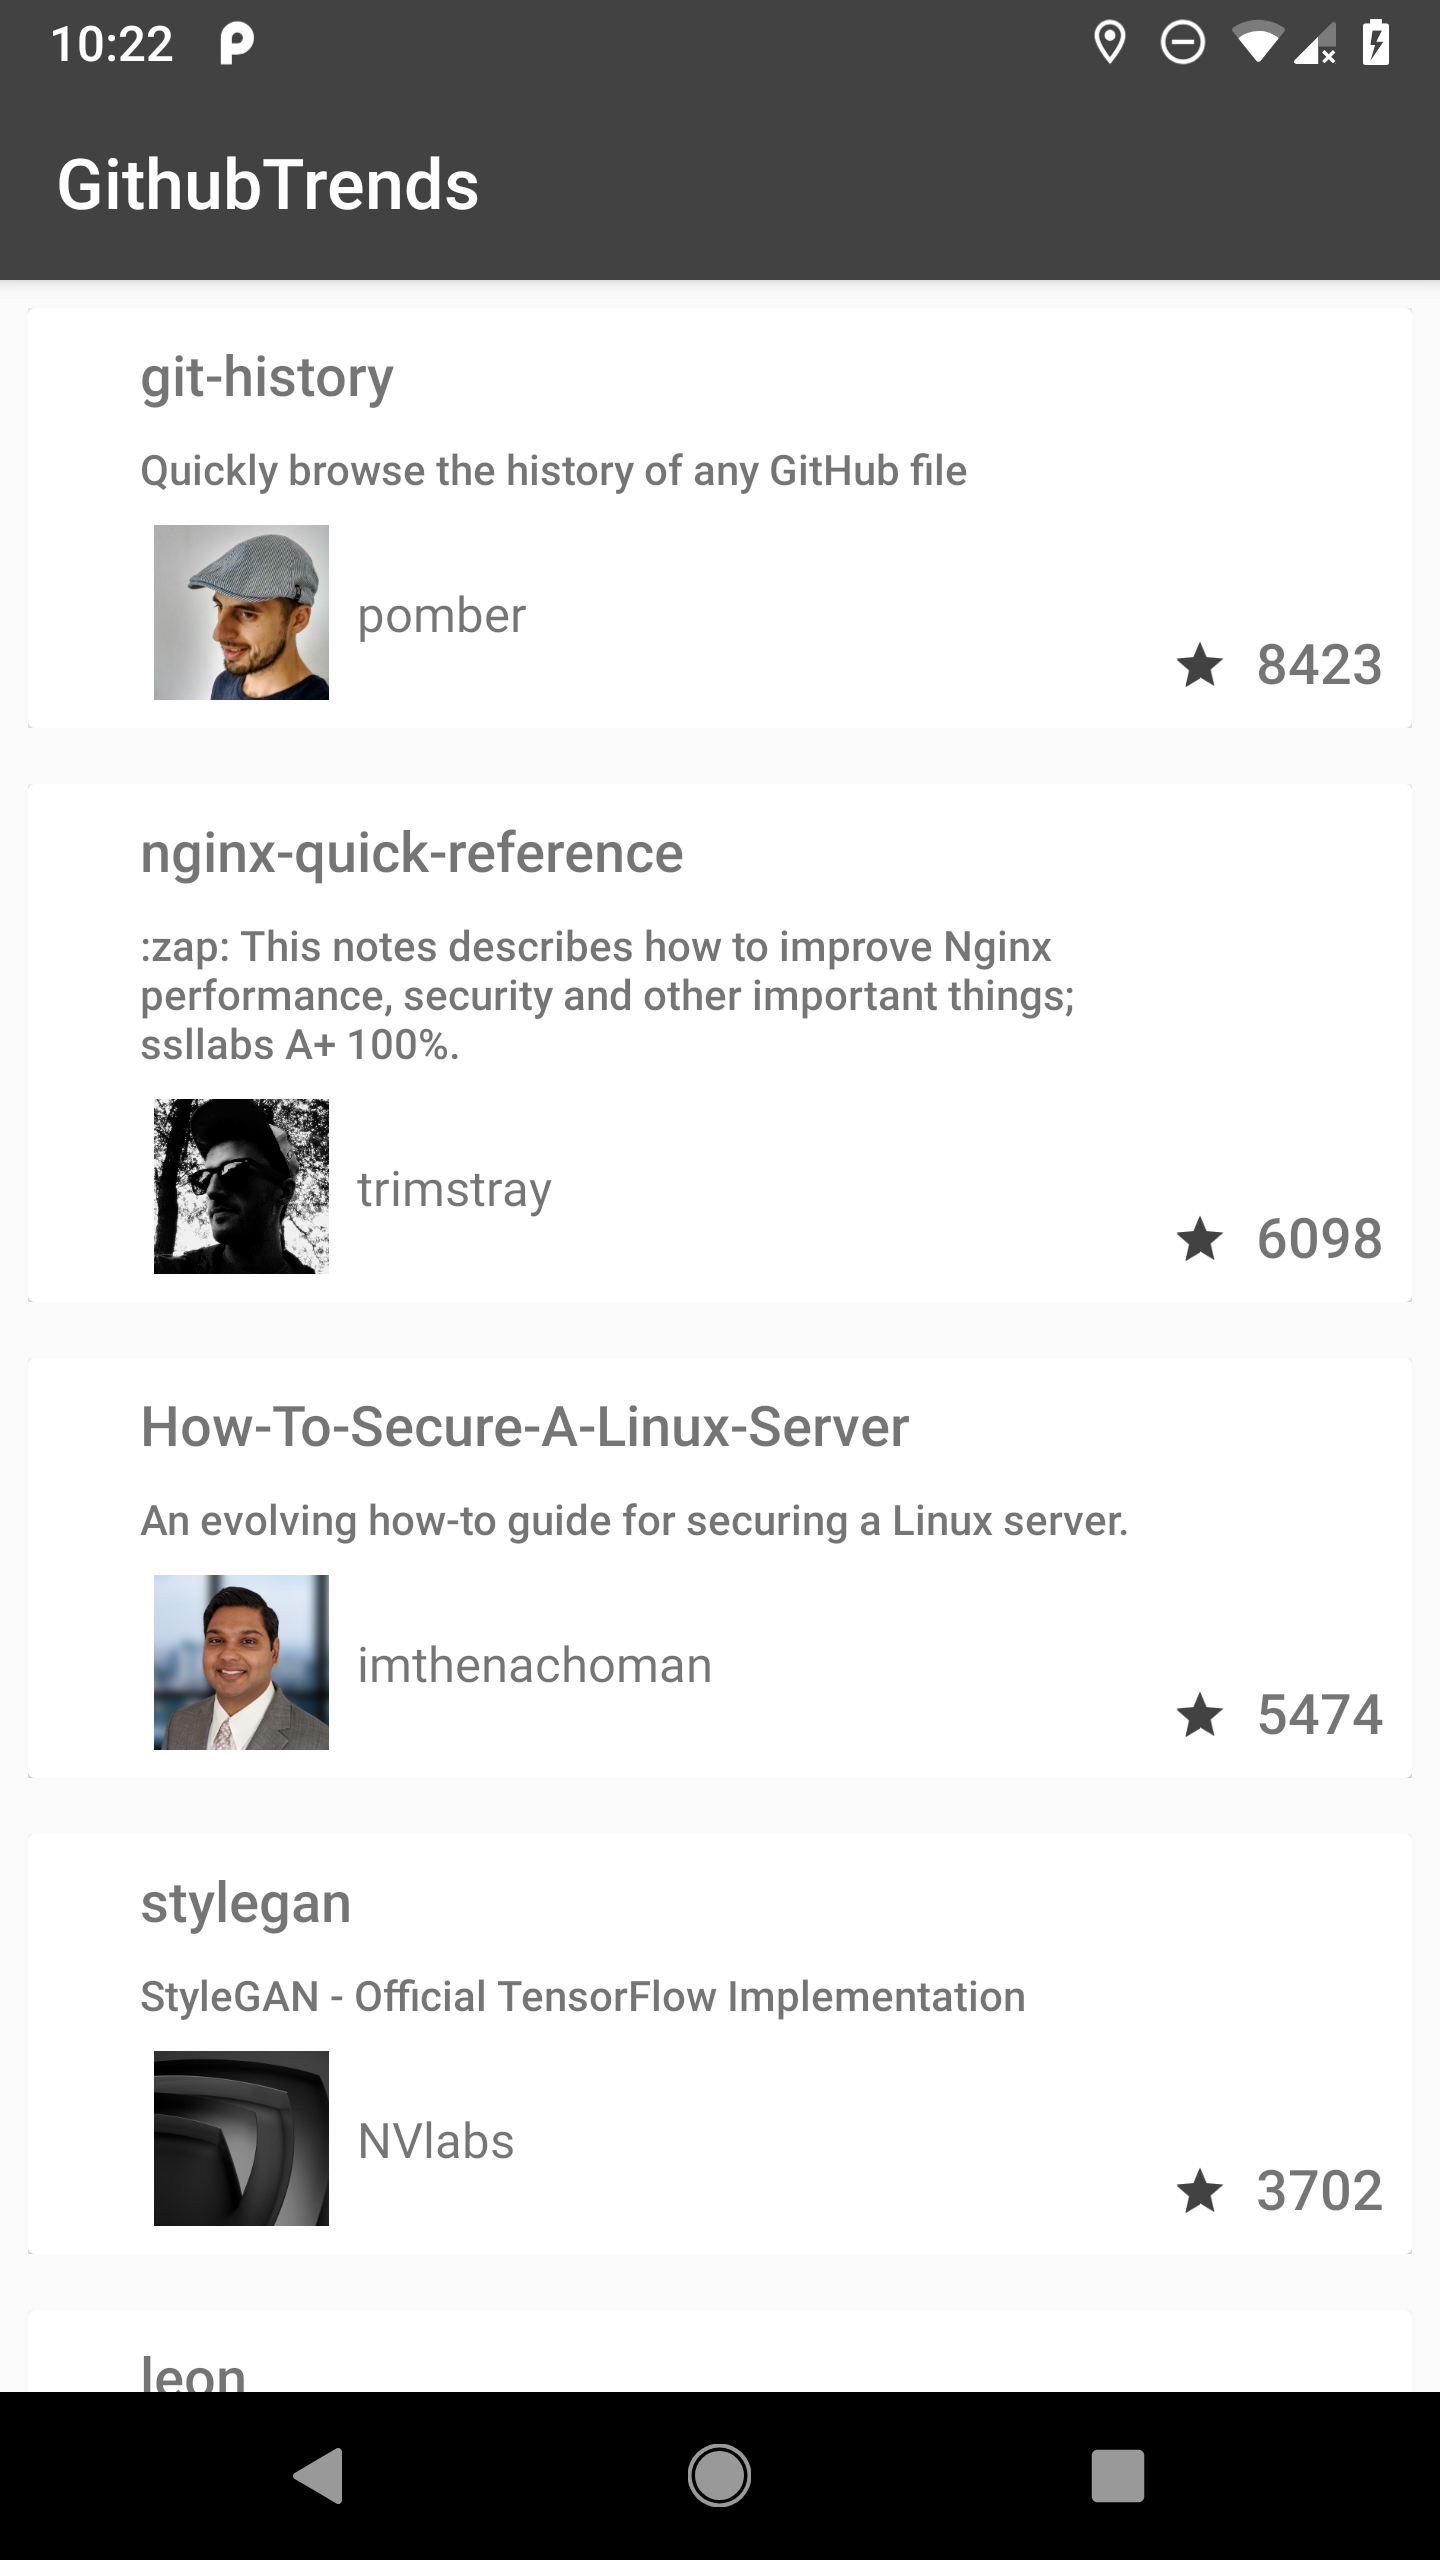 10:22
GithubTrends
git-history
Quickly browse the history of any GitHub file
pomber
8423
nginx-quick-reference
:zap: This notes describes how to improve Nginx
performance, security and other important things;
ssllabs A+ 100%.
trimstray
6098
How-To-Secure-A-Linux-Server
An evolving how-to guide for securing a Linux server.
imthenachoman
5474
stylegan
StyleGAN - Official TensorFlow Implementation
NVlabs
3702
leon